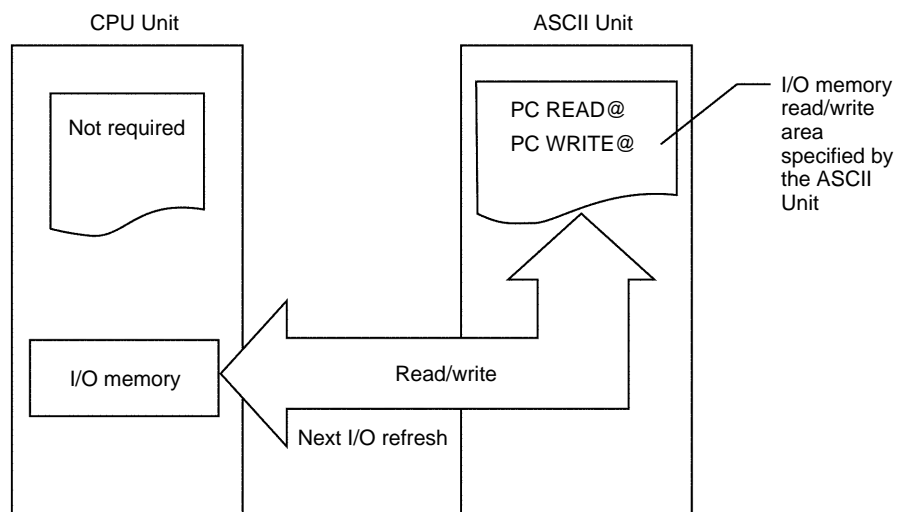 CPU Unit
ASCII Unit
Not required
PC READ@
PC WRITE@
I/O memory
read/write
area
specified by
the ASCII
Unit
I/O memory
Read/write
Next I/O refresh